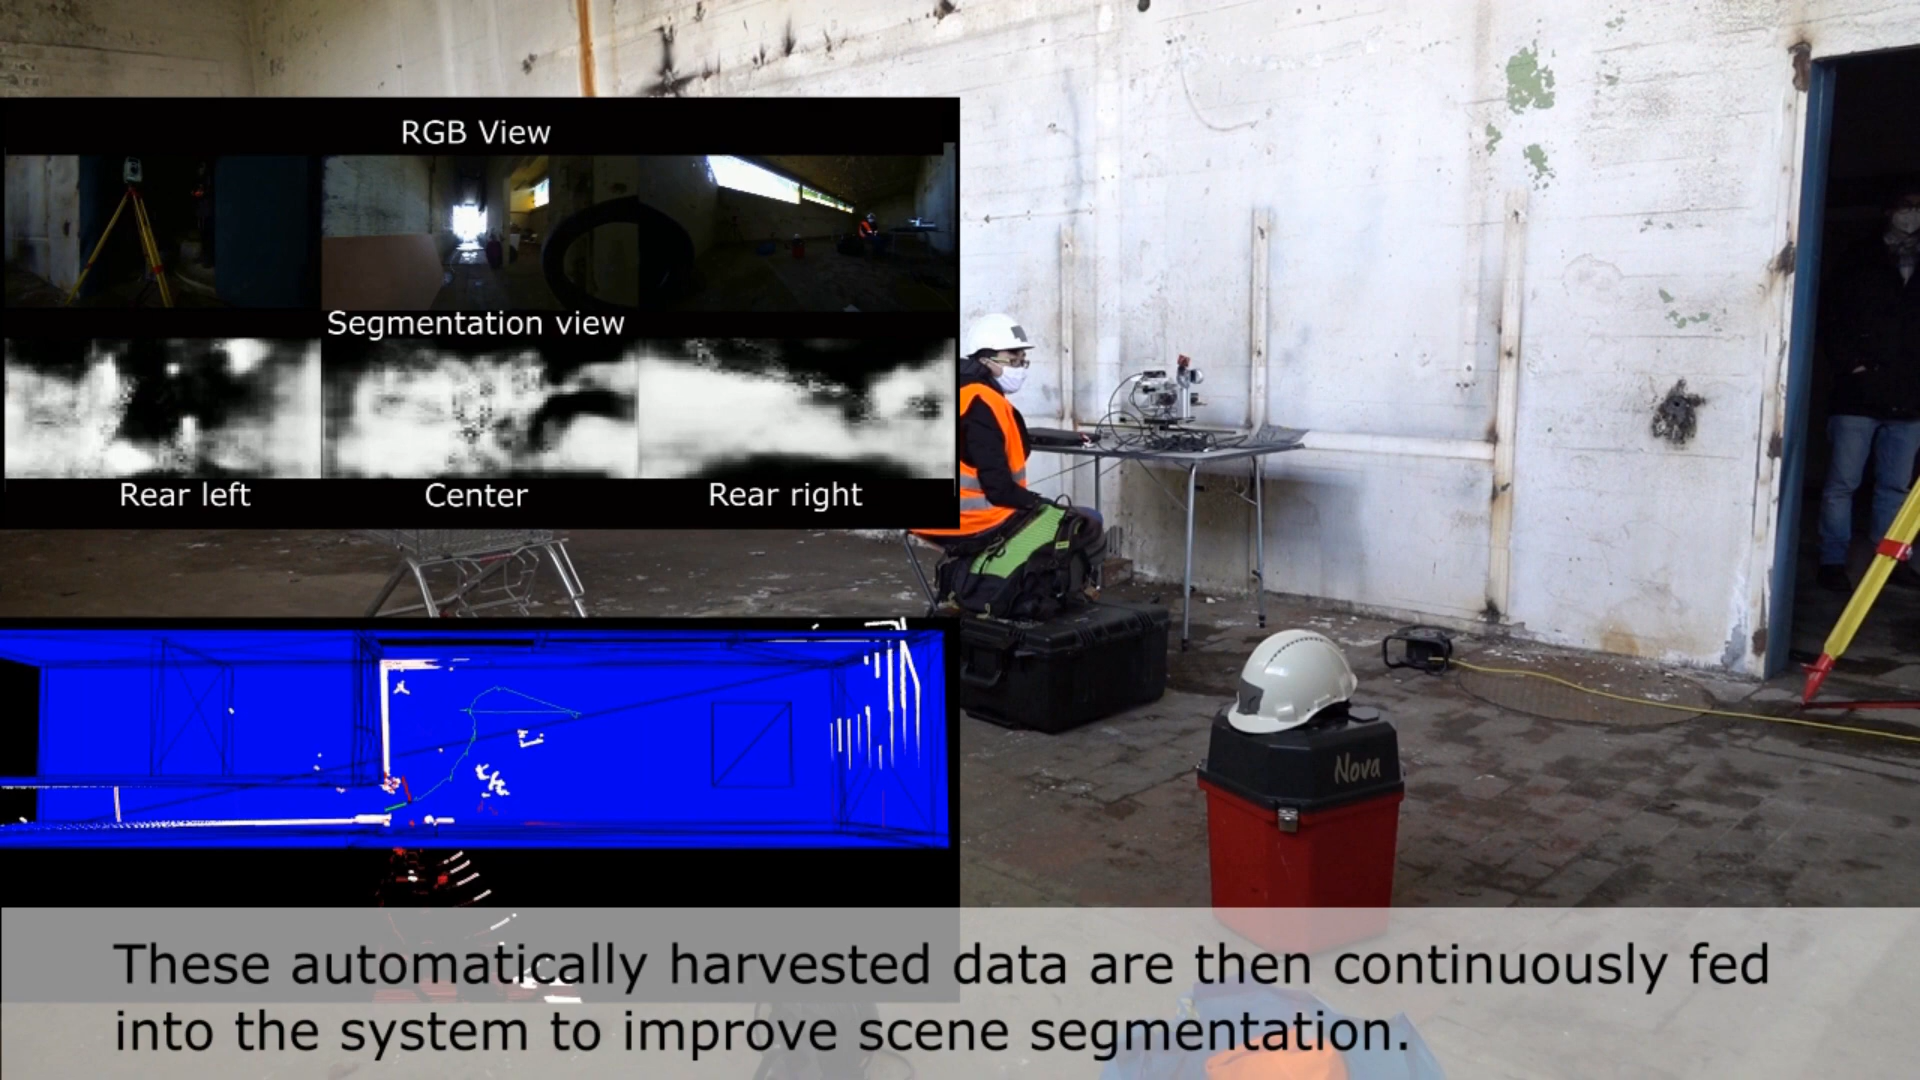 RGB View
Segmentation view
Rear left
Center
Rear right
Nova
These automatically harvested data are then continuously fed
into the system to improve scene segmentation.